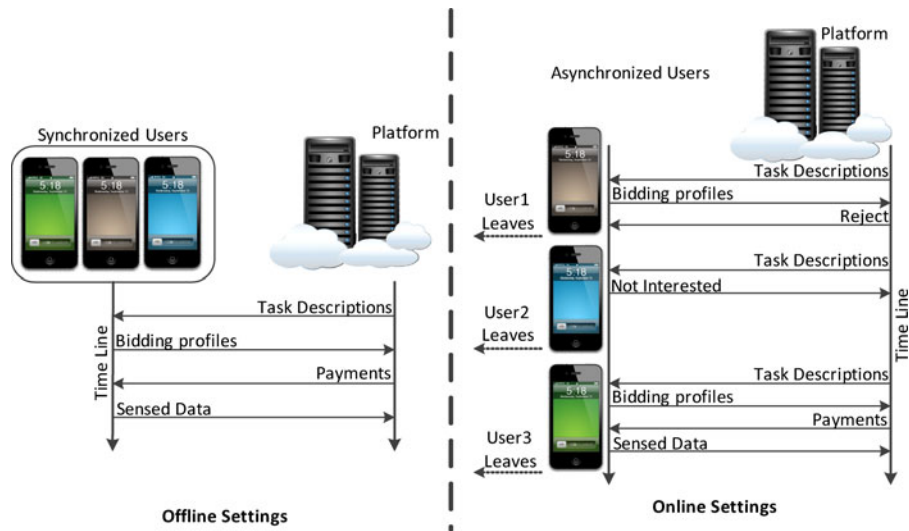 Synchronized Users
Platform
5:18
5:18
5:18
Task Descriptions
Bidding profiles
Payments
Sensed Data
Time Line
Offline Settings
Platform
Asynchronized Users
5:18
Task Descriptions
Bidding profiles
Reject
User1
Leaves
5:18
Task Descriptions
Not Interested
User2
Leaves
Time Line
5:18
Task Descriptions
Bidding profiles
Payments
Sensed Data
User3
Leaves
Online Settings